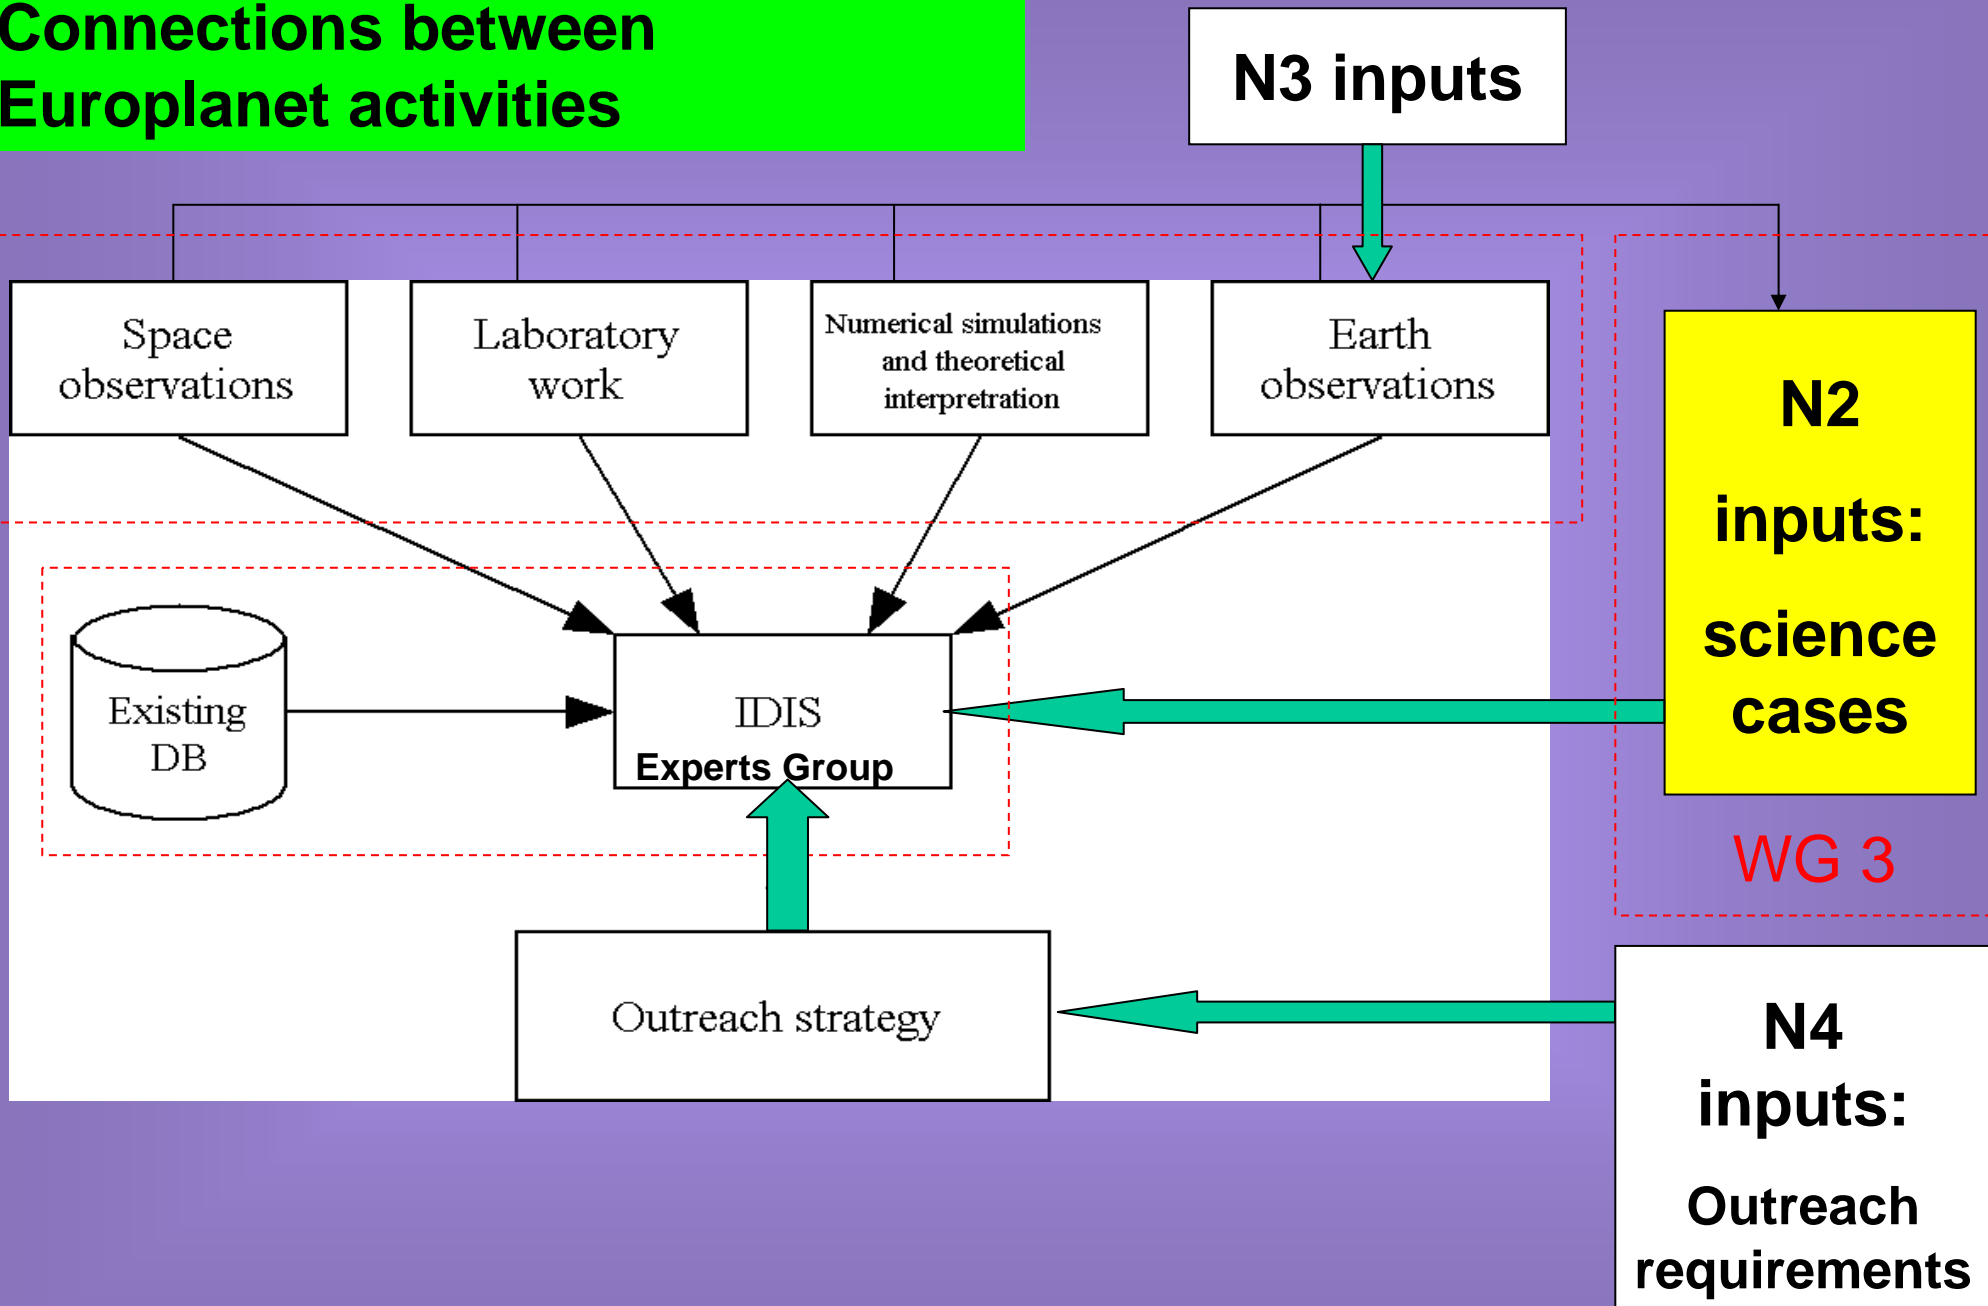 Connections between
Europlanet activities
N3 inputs
Space
observations
Laboratory
work
Numerical simulations
and theoretical
interpretration
Earth
observations
N2
inputs:
science
cases
Existing
DB
IDIS
Experts Group
WG 3
Outreach strategy
N4
inputs:
Outreach
requirements